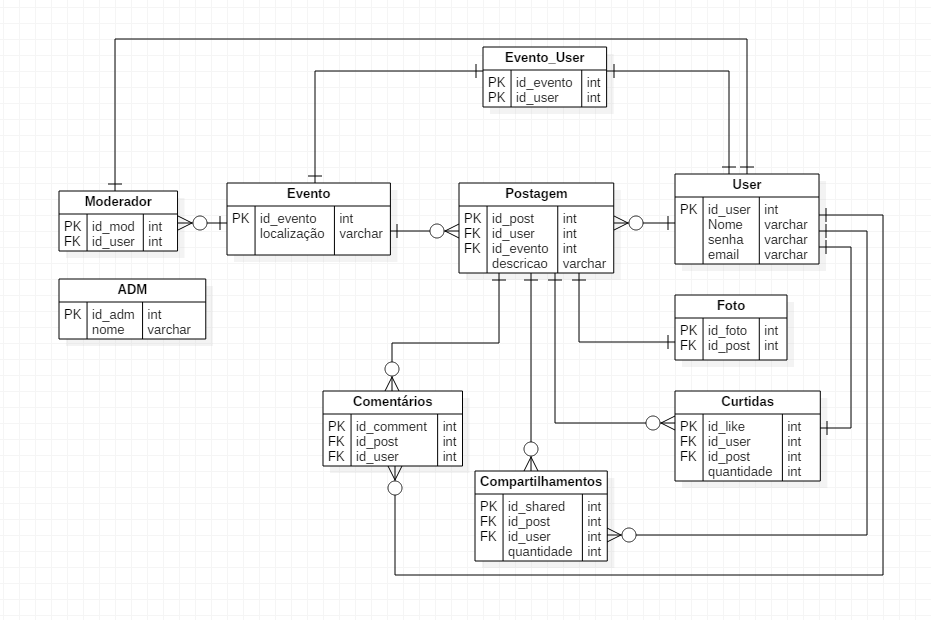 Evento_User
PK id_evento int
PK id_user int
Moderador
PK id_mod int
FK id_user int
Evento
PK id_evento int
localização varchar
Postagem
PK id_post int
FK id_user int
FK id_evento int
descricao varchar
User
PK id_user int
Nome varchar
senha varchar
email varchar
ADM
PK id_adm int
nome varchar
Foto
PK id_foto int
FK id_post int
Comentários
PK id_comment int
FK id_post int
FK id_user int
Curtidas
PK id_like int
FK id_user int
FK id_post int
quantidade int
Compartilhamentos
PK id_shared int
FK id_post int
FK id_user int
quantidade int